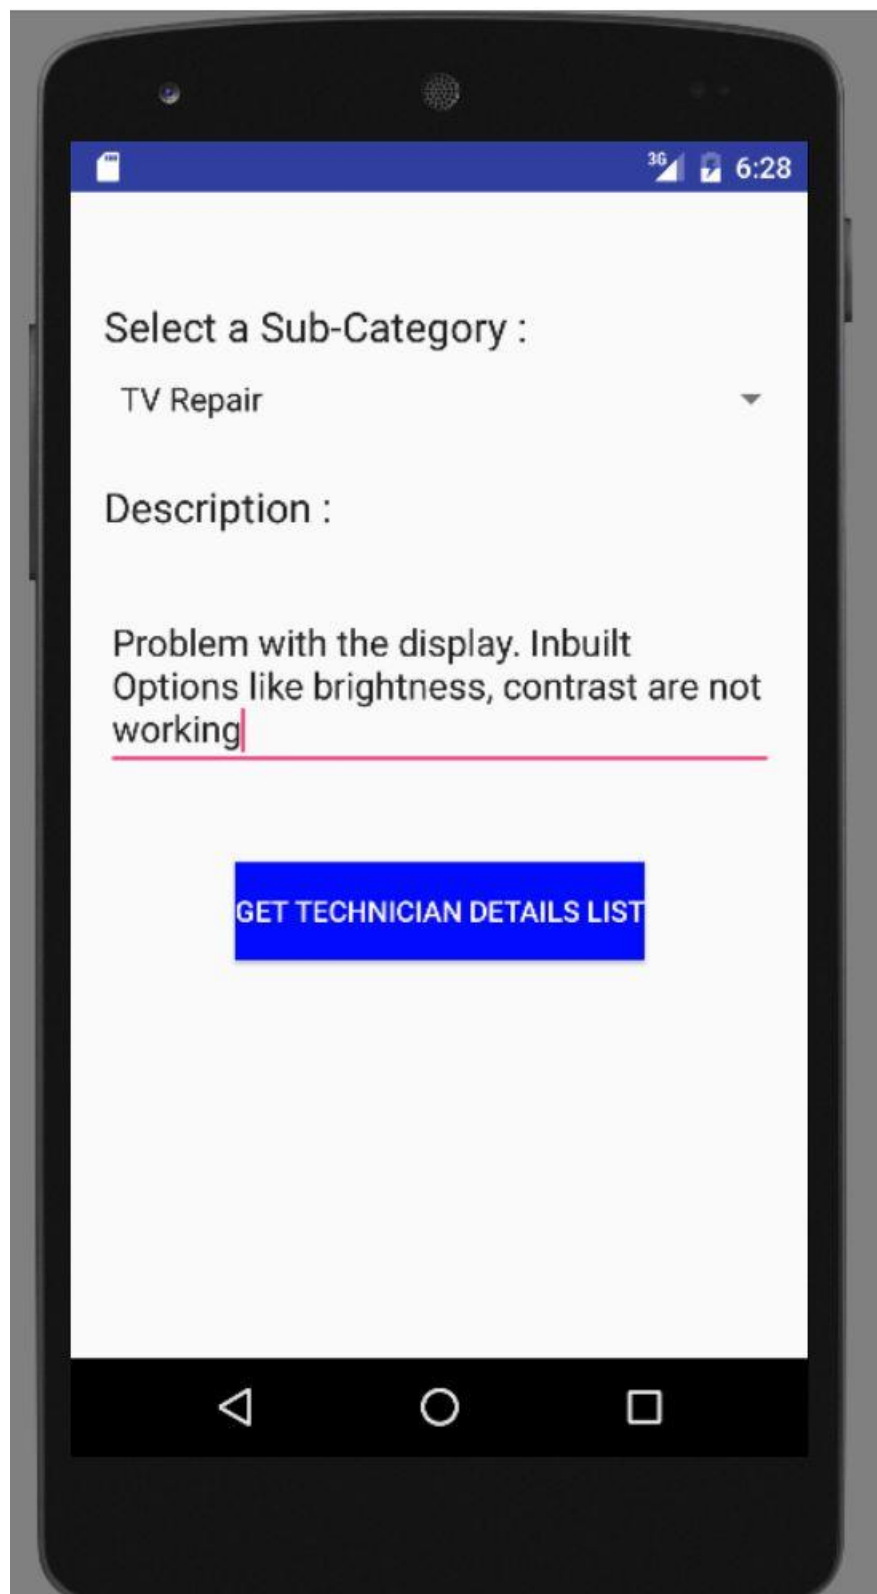 3G 6:28
Select a Sub-Category :
TV Repair
Description :
Problem with the display. Inbuilt
Options like brightness, contrast are not
working
GET TECHNICIAN DETAILS LIST